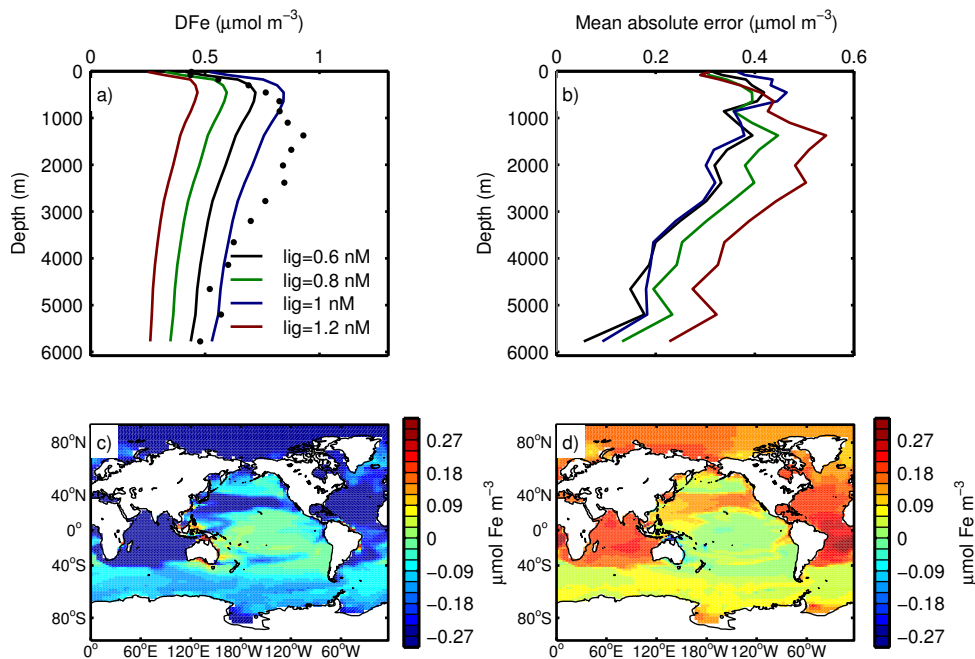 DFe (μmol m⁻³)
0 0.5 1
0
1000
2000
3000
4000
5000
6000
Depth (m)
a)
lig=0.6 nM
lig=0.8 nM
lig=1 nM
lig=1.2 nM
Mean absolute error (μmol m⁻³)
0 0.2 0.4 0.6
0
1000
2000
3000
4000
5000
6000
Depth (m)
b)
c)
80°N
40°N
0°
40°S
80°S
0° 60°E 120°E 180°W 120°W 60°W
0.27
0.18
0.09
0
−0.09
−0.18
−0.27
μmol Fe m⁻³
d)
80°N
40°N
0°
40°S
80°S
0° 60°E 120°E 180°W 120°W 60°W
0.27
0.18
0.09
0
−0.09
−0.18
−0.27
μmol Fe m⁻³